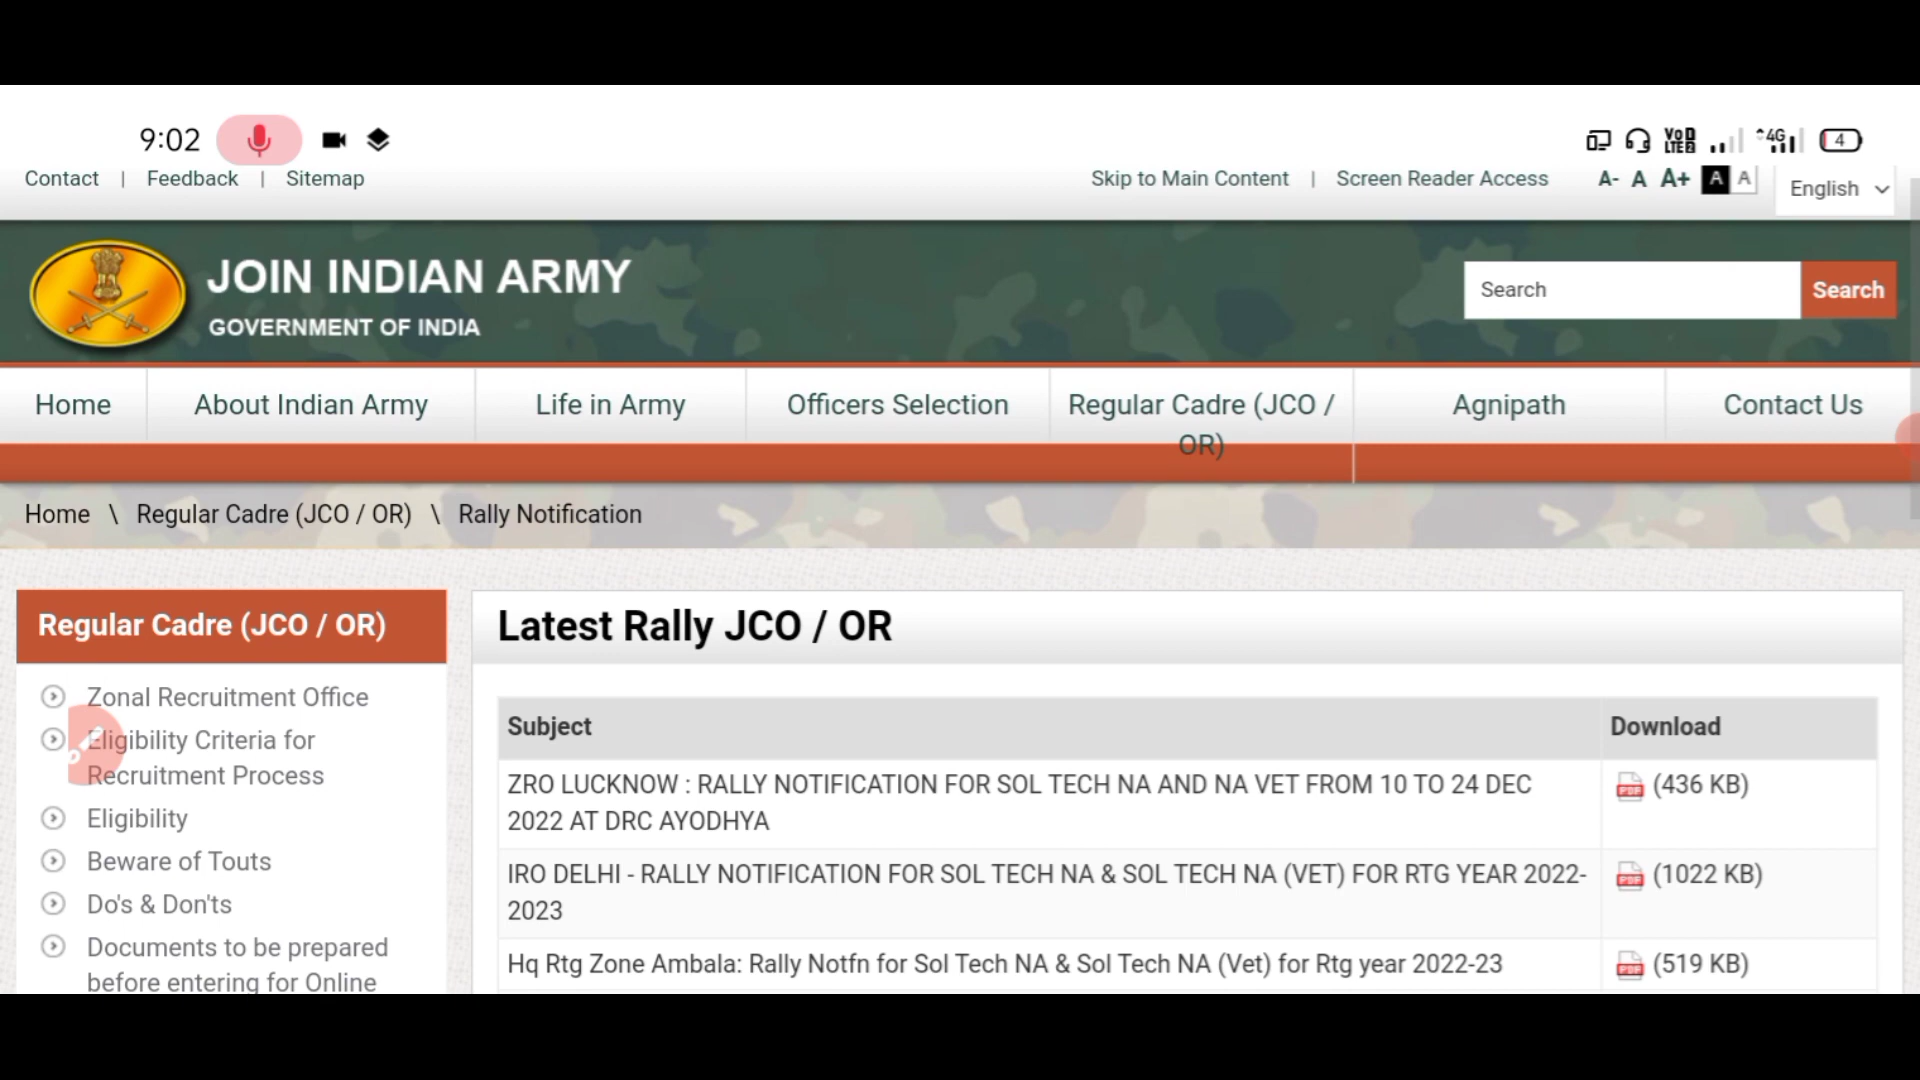 9:02
VoD LTE2 4G 4
Contact | Feedback | Sitemap
Skip to Main Content | Screen Reader Access A- A A+ A A English
JOIN INDIAN ARMY
GOVERNMENT OF INDIA
Search Search
Home About Indian Army Life in Army Officers Selection Regular Cadre (JCO / Agnipath Contact Us
OR)
Home \ Regular Cadre (JCO / OR) \ Rally Notification
Regular Cadre (JCO / OR)
Zonal Recruitment Office
Eligibility Criteria for
Recruitment Process
Eligibility
Beware of Touts
Do's & Don'ts
Documents to be prepared
before entering for Online
Latest Rally JCO / OR
Subject Download
ZRO LUCKNOW : RALLY NOTIFICATION FOR SOL TECH NA AND NA VET FROM 10 TO 24 DEC PDF (436 KB)
2022 AT DRC AYODHYA
IRO DELHI - RALLY NOTIFICATION FOR SOL TECH NA & SOL TECH NA (VET) FOR RTG YEAR 2022- PDF (1022 KB)
2023
Hq Rtg Zone Ambala: Rally Notfn for Sol Tech NA & Sol Tech NA (Vet) for Rtg year 2022-23 PDF (519 KB)